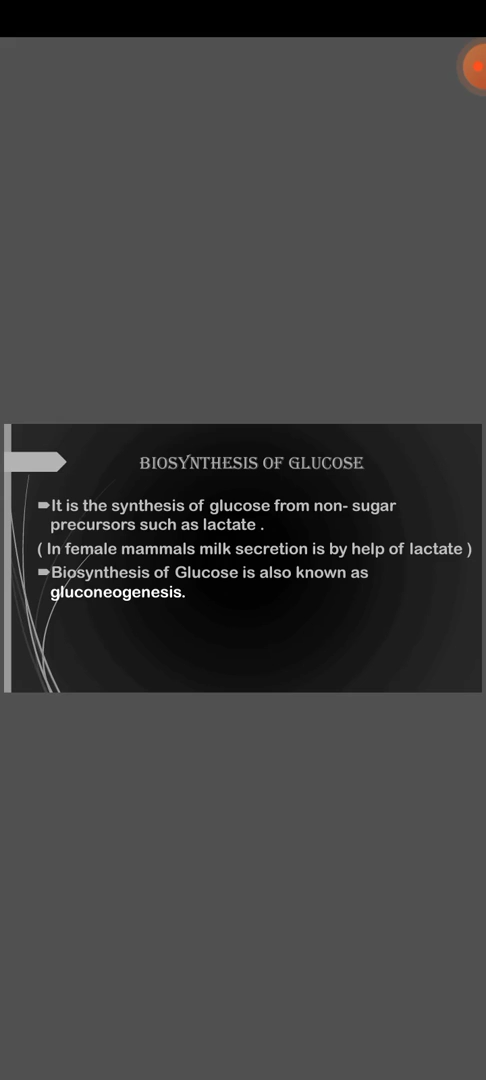 BIOSYNTHESIS OF GLUCOSE
It is the synthesis of glucose from non- sugar
precursors such as lactate .
( In female mammals milk secretion is by help of lactate )
Biosynthesis of Glucose is also known as
gluconeogenesis.